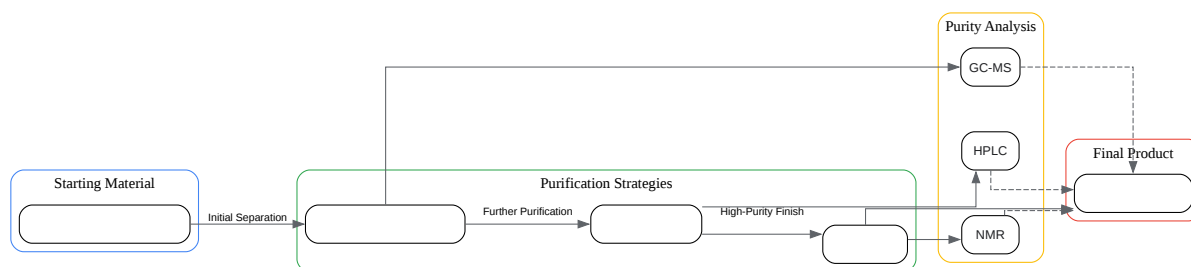 Purity Analysis
GC-MS
HPLC
Final Product
Starting Material
Purification Strategies
Initial Separation
Further Purification
High-Purity Finish
NMR